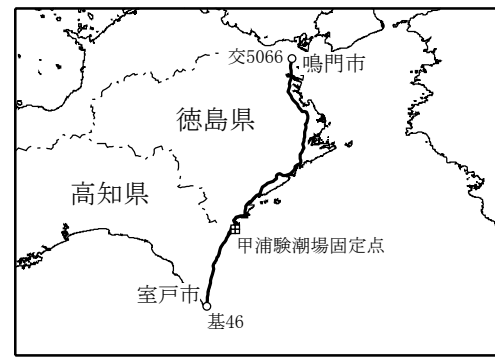 交5066
鳴門市
徳島県
高知県
甲浦験潮場固定点
室戸市
基46